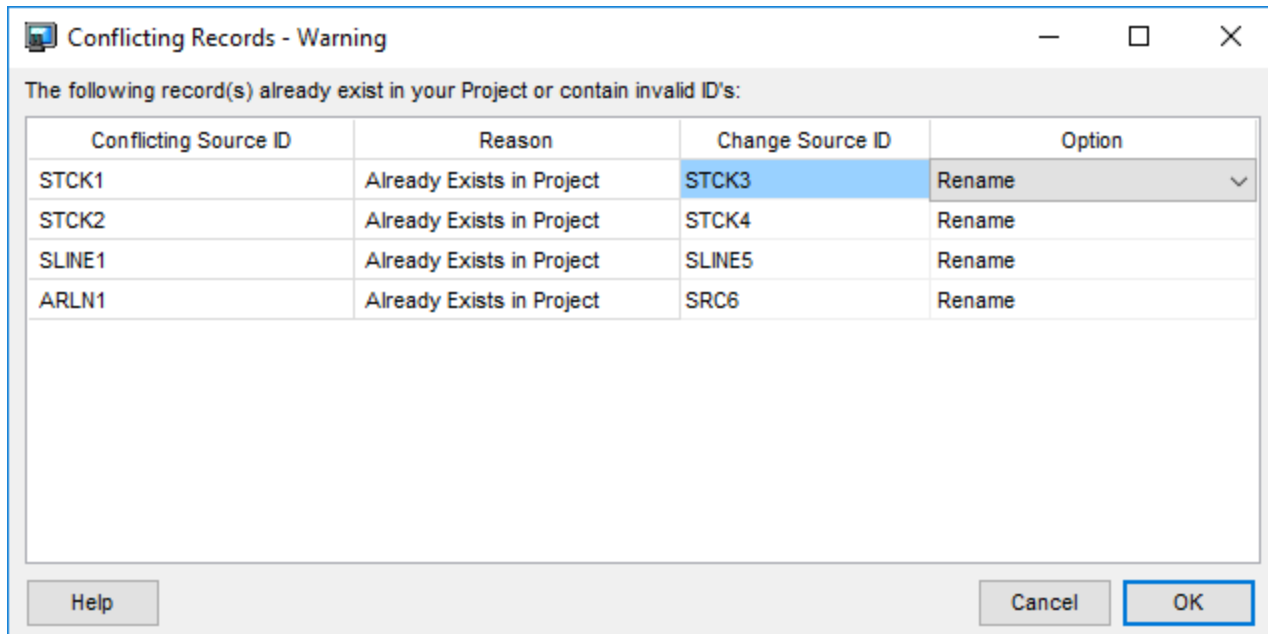 Conflicting Records - Warning
The following record(s) already exist in your Project or contain invalid ID's:
Conflicting Source ID Reason Change Source ID Option
STCK1 Already Exists in Project STCK3 Rename
STCK2 Already Exists in Project STCK4 Rename
SLINE1 Already Exists in Project SLINE5 Rename
ARLN1 Already Exists in Project SRC6 Rename
Help Cancel OK